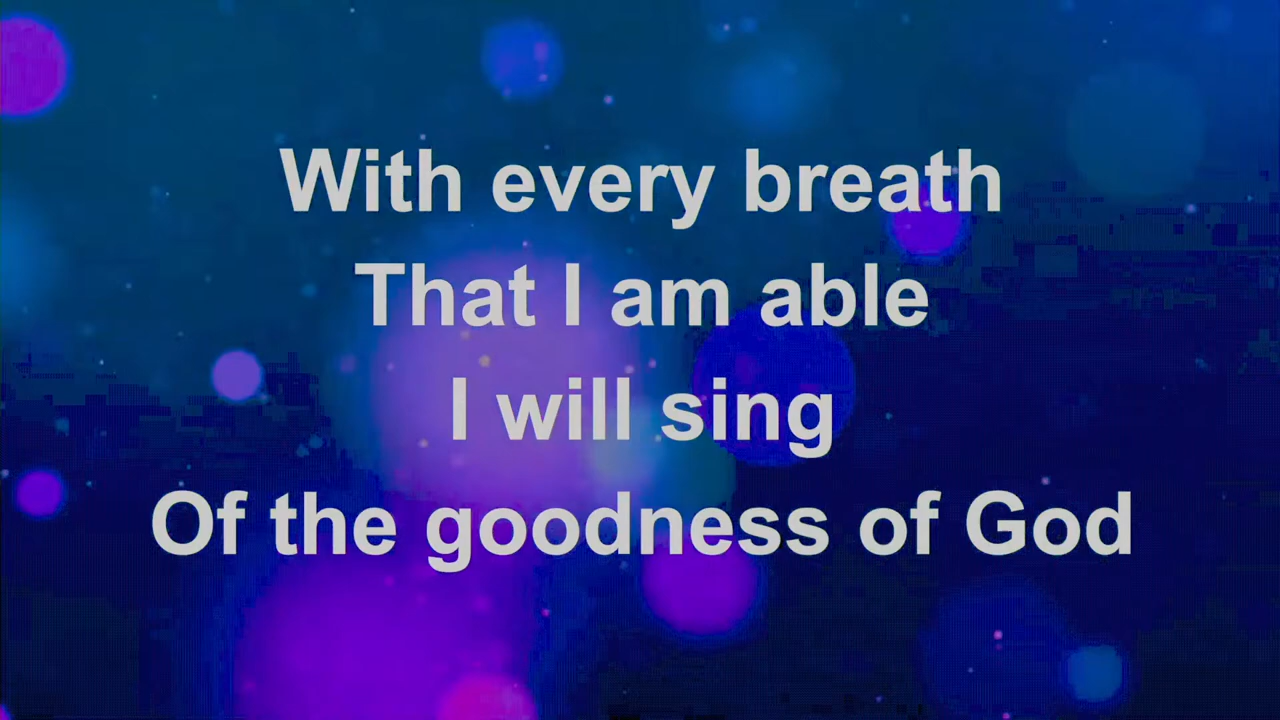 With every breath
That I am able
I will sing
Of the goodness of God